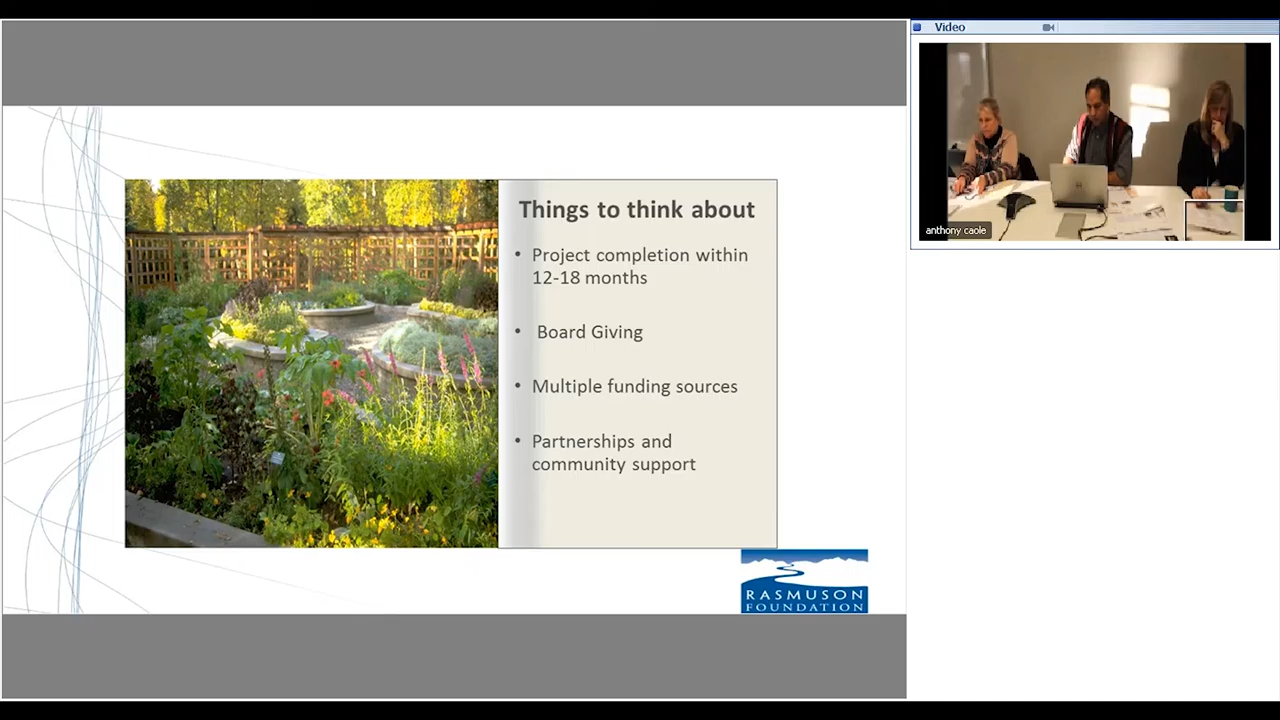 Video
anthony caole
Things to think about
• Project completion within
12-18 months
• Board Giving
• Multiple funding sources
• Partnerships and
community support
RASMUSON
FOUNDATION